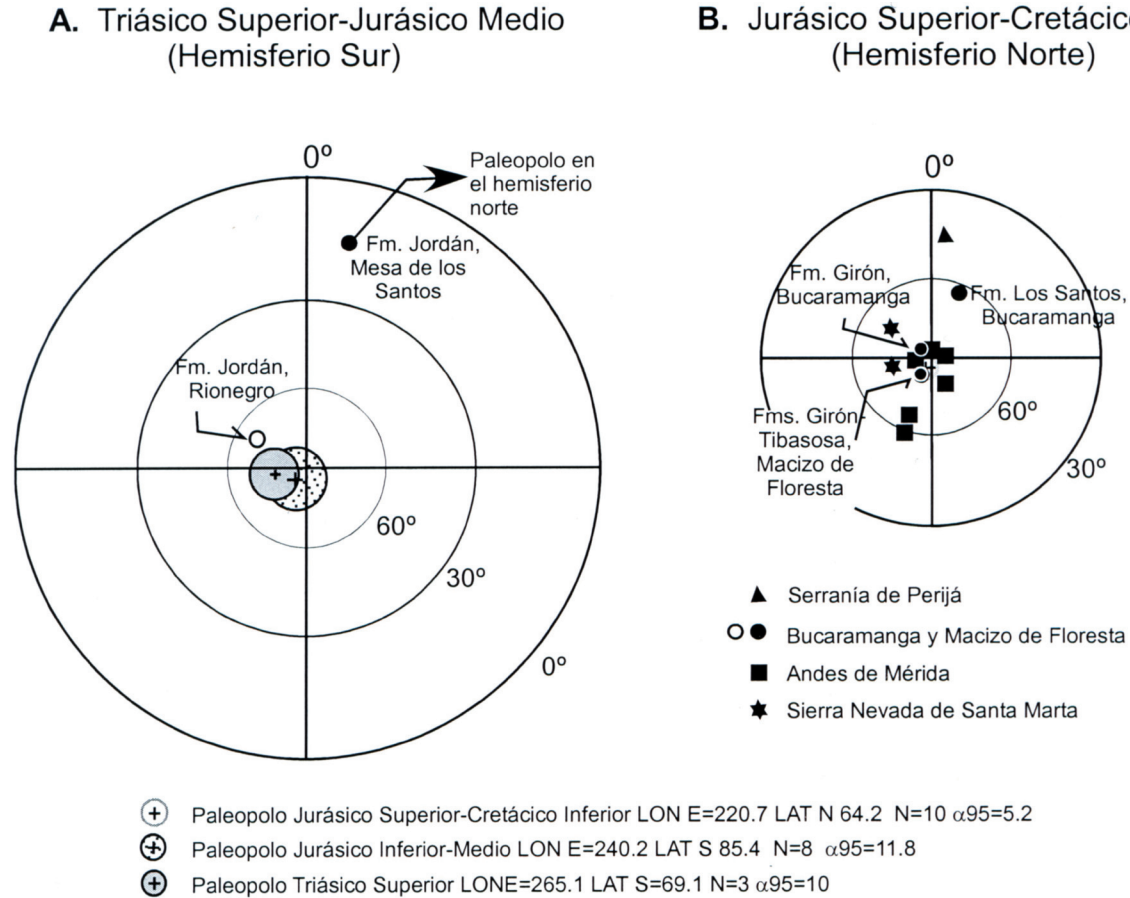 A. Triásico Superior-Jurásico Medio
(Hemisferio Sur)
0º
Paleopolo en
el hemisferio
norte
Fm. Jordán,
Mesa de los
Santos
Fm. Jordán,
Rionegro
60º
30º
0º
B. Jurásico Superior-Cretácic
(Hemisferio Norte)
0º
Fm. Girón,
Bucaramanga
Fm. Los Santos,
Bucaramanga
Fms. Girón-
Tibasosa,
Macizo de
Floresta
60º
30º
Serranía de Perijá
Bucaramanga y Macizo de Floresta
Andes de Mérida
Sierra Nevada de Santa Marta
Paleopolo Jurásico Superior-Cretácico Inferior LON E=220.7 LAT N 64.2 N=10 α95=5.2
Paleopolo Jurásico Inferior-Medio LON E=240.2 LAT S 85.4 N=8 α95=11.8
Paleopolo Triásico Superior LONE=265.1 LAT S=69.1 N=3 α95=10